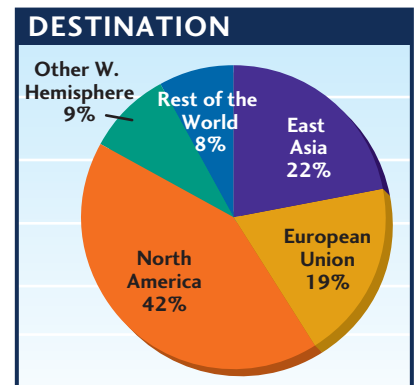 DESTINATION
Other W.
Hemisphere
9%
Rest of the
World
8%
East
Asia
22%
European
Union
19%
North
America
42%